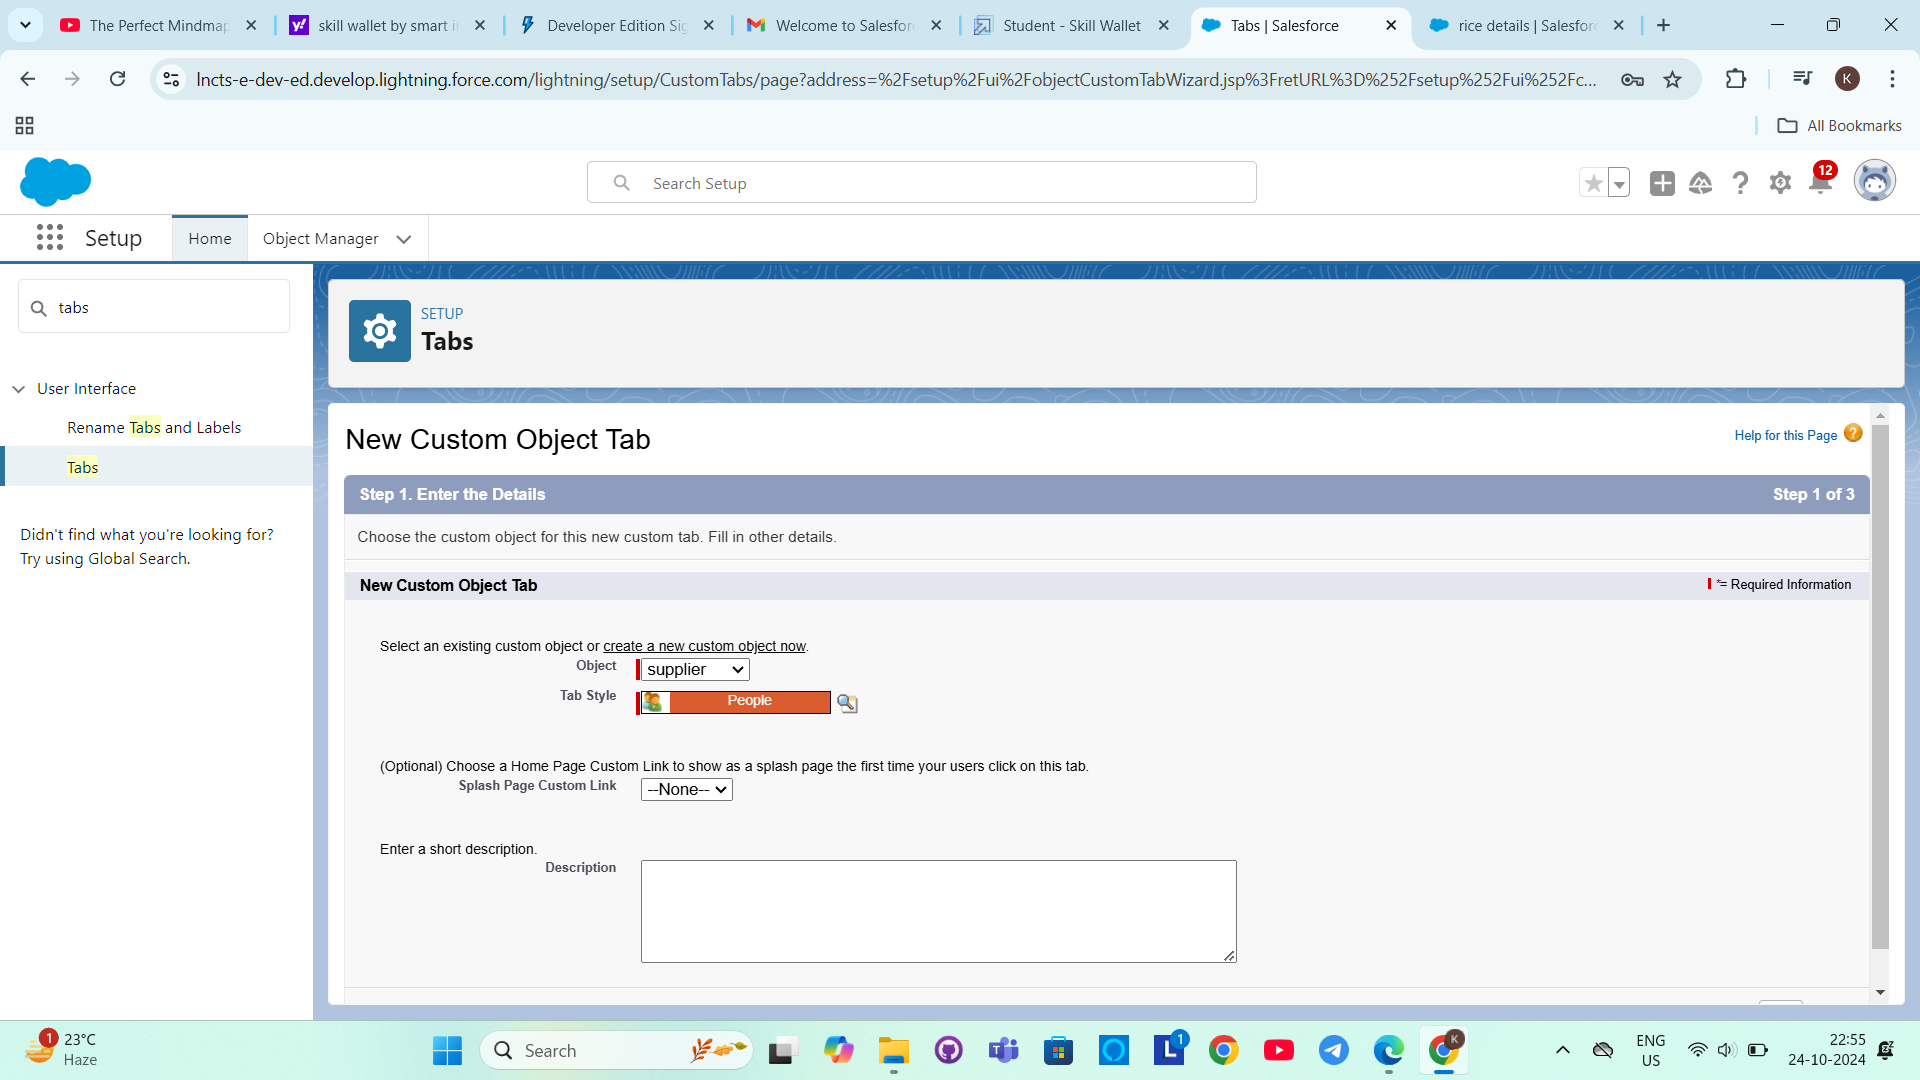 The Perfect Mindmap
skill wallet by smart i
Developer Edition Sig
Welcome to Salesforc
Student - Skill Wallet
Tabs | Salesforce
rice details | Salesforc
lncts-e-dev-ed.develop.lightning.force.com/lightning/setup/CustomTabs/page?address=%2Fsetup%2Fui%2FobjectCustomTabWizard.jsp%3FretURL%3D%252Fsetup%252Fui%252Fc...
K
All Bookmarks
Search Setup
12
Setup
Home
Object Manager
tabs
User Interface
Rename Tabs and Labels
Tabs
Didn't find what you're looking for?
Try using Global Search.
SETUP
Tabs
New Custom Object Tab
Help for this Page
Step 1. Enter the Details
Step 1 of 3
Choose the custom object for this new custom tab. Fill in other details.
New Custom Object Tab
*= Required Information
Select an existing custom object or create a new custom object now.
Object
supplier
Tab Style
People
(Optional) Choose a Home Page Custom Link to show as a splash page the first time your users click on this tab.
Splash Page Custom Link
--None--
Enter a short description.
Description
1
23°C
Haze
Search
L
1
K
ENG
US
22:55
24-10-2024